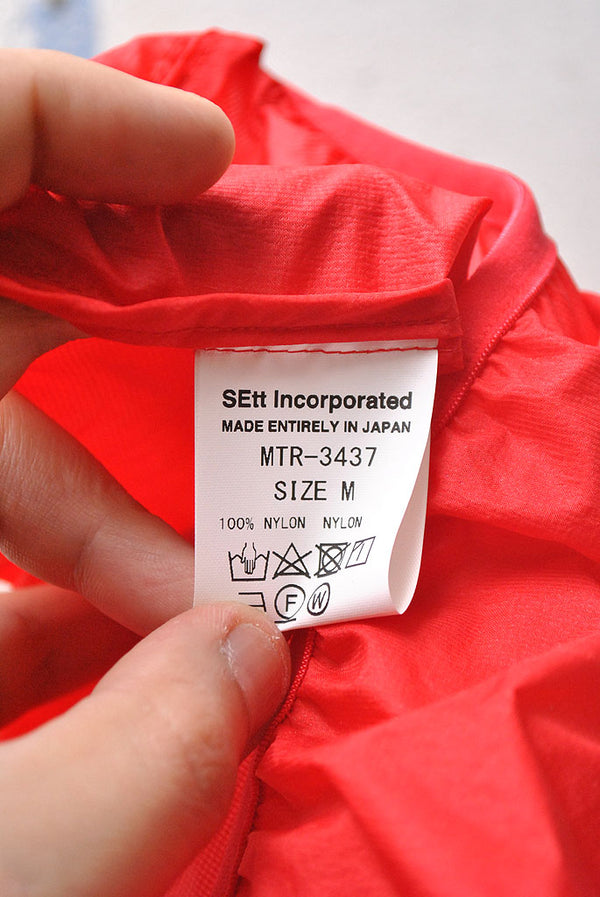 SEtt Incorporated
MADE ENTIRELY IN JAPAN
MTR-3437
SIZE M
100% NYLON NYLON
F W